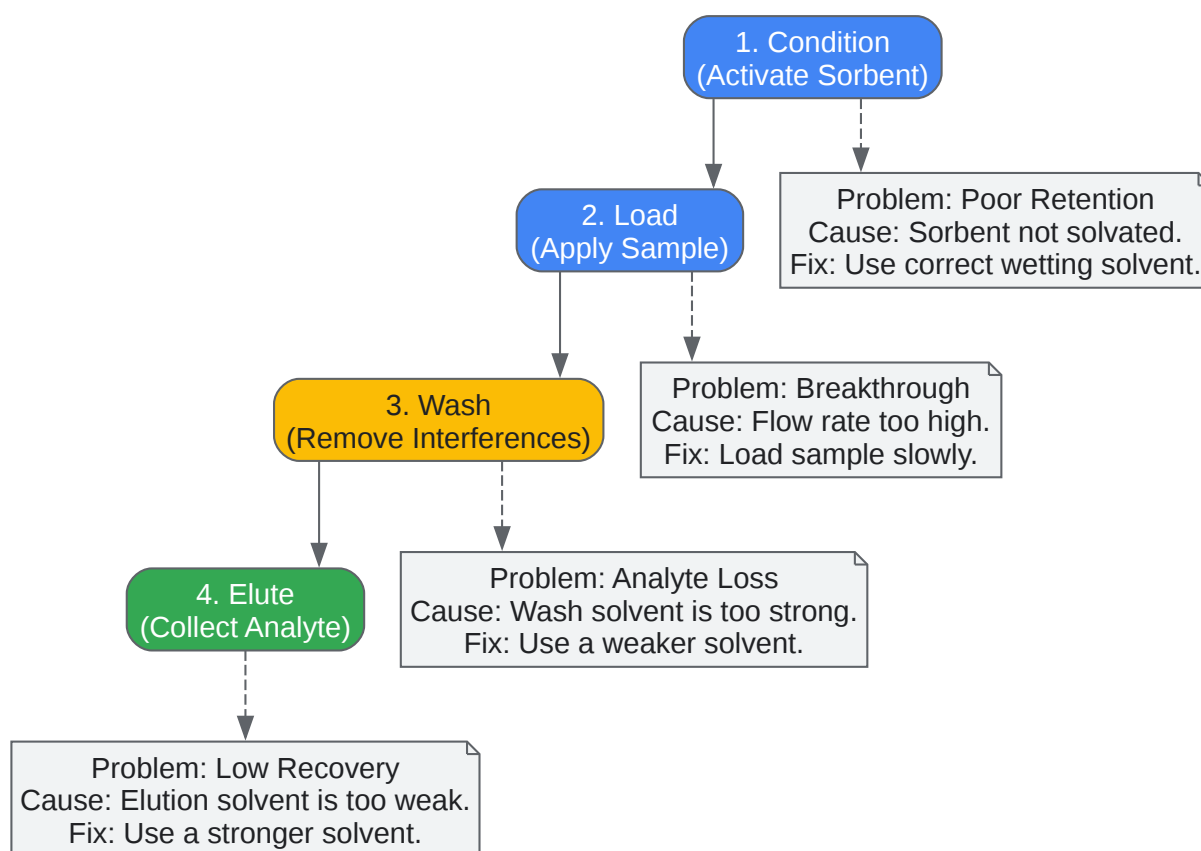 1. Condition
(Activate Sorbent)
Problem: Poor Retention
Cause: Sorbent not solvated.
Fix: Use correct wetting solvent.
2. Load
(Apply Sample)
Problem: Breakthrough
Cause: Flow rate too high.
Fix: Load sample slowly.
3. Wash
(Remove Interferences)
Problem: Analyte Loss
Cause: Wash solvent is too strong.
Fix: Use a weaker solvent.
4. Elute
(Collect Analyte)
Problem: Low Recovery
Cause: Elution solvent is too weak.
Fix: Use a stronger solvent.